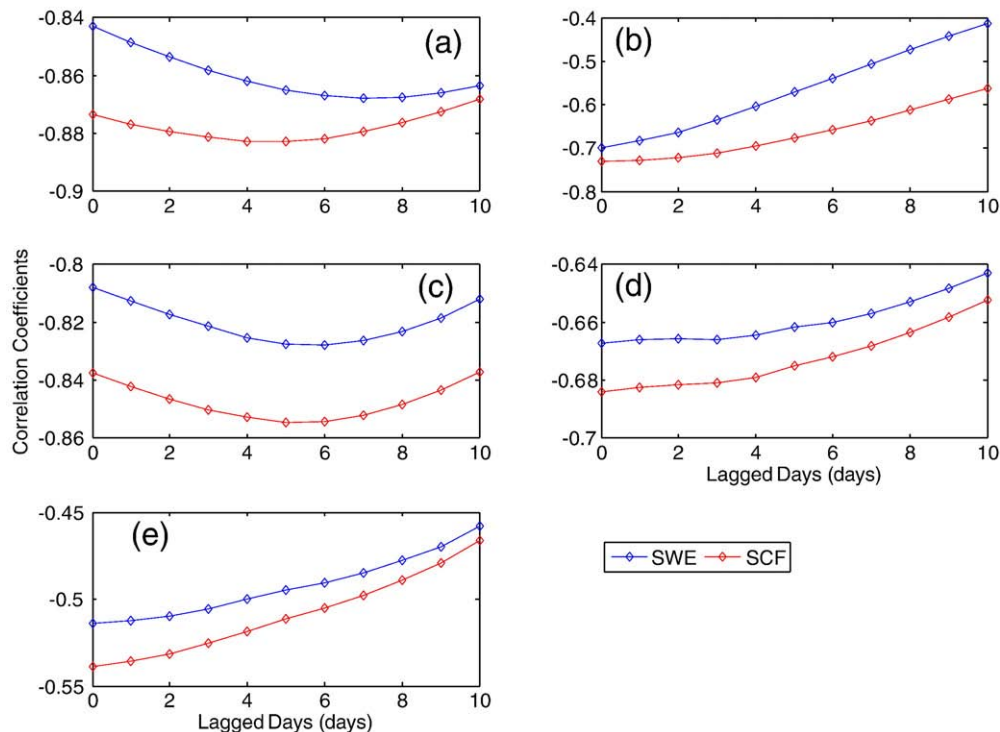 -0.84
-0.86
-0.88
-0.9
(a)
0 2 4 6 8 10
-0.4
-0.5
-0.6
-0.7
-0.8
(b)
0 2 4 6 8 10
Correlation Coefficients
-0.8
-0.82
-0.84
-0.86
(c)
0 2 4 6 8 10
-0.64
-0.66
-0.68
-0.7
(d)
0 2 4 6 8 10
Lagged Days (days)
-0.45
-0.5
-0.55
(e)
0 2 4 6 8 10
Lagged Days (days)
SWE SCF